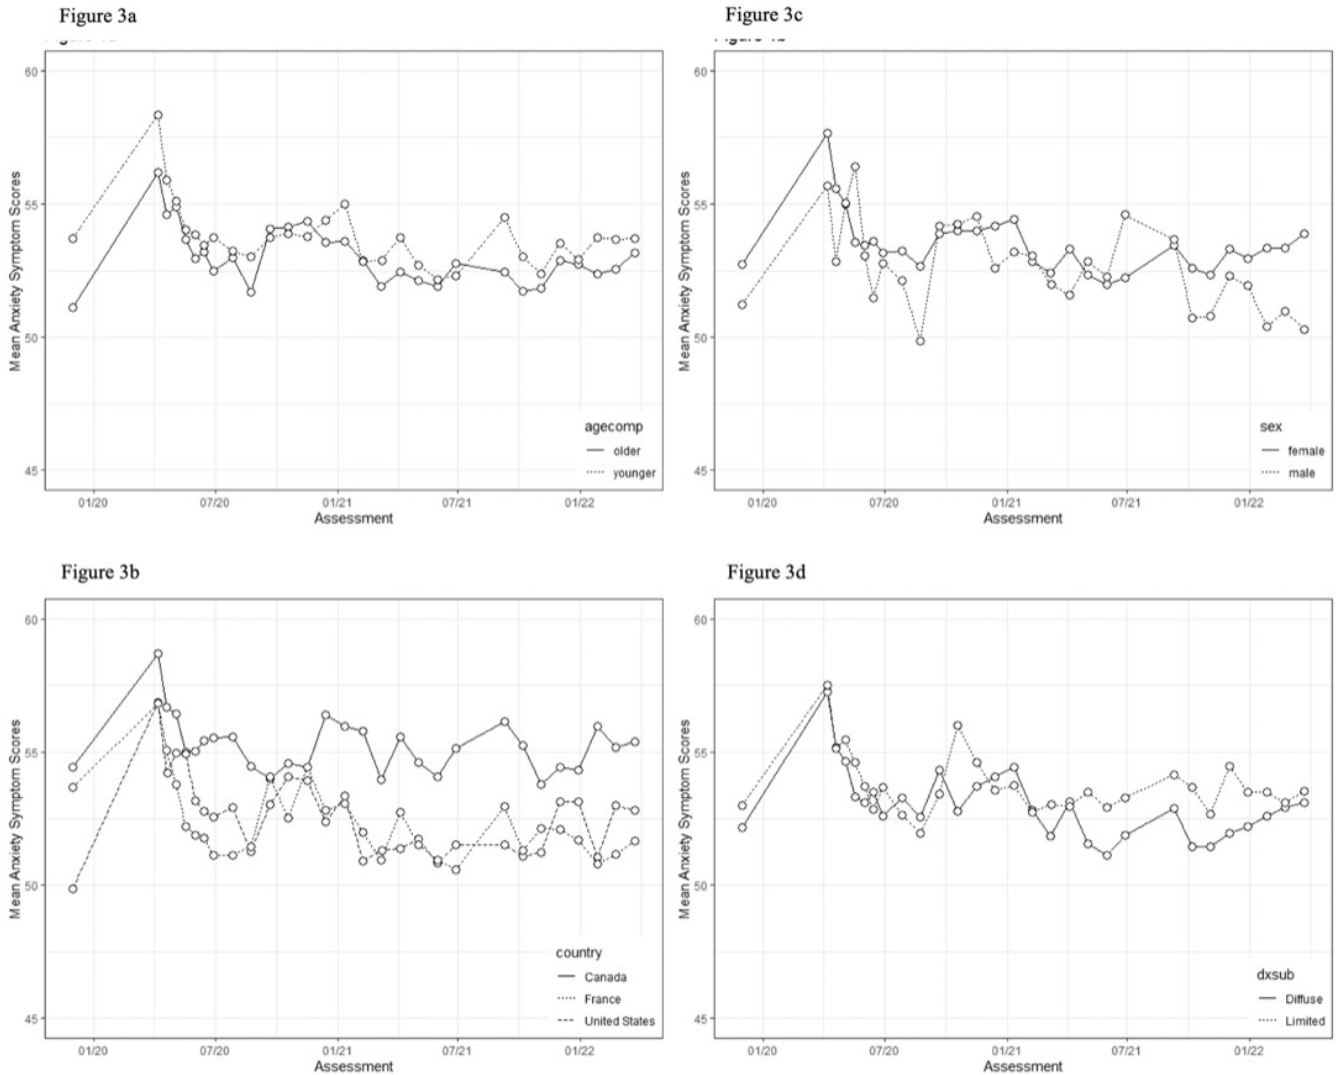 Figure 3a
60
55
50
45
Mean Anxiety Symptom Scores
agecomp
older
younger
01/20 07/20 01/21 07/21 01/22
Assessment
Figure 3c
60
55
50
45
Mean Anxiety Symptom Scores
sex
female
male
01/20 07/20 01/21 07/21 01/22
Assessment
Figure 3b
60
55
50
45
Mean Anxiety Symptom Scores
country
Canada
France
United States
01/20 07/20 01/21 07/21 01/22
Assessment
Figure 3d
60
55
50
45
Mean Anxiety Symptom Scores
dxsub
Diffuse
Limited
01/20 07/20 01/21 07/21 01/22
Assessment